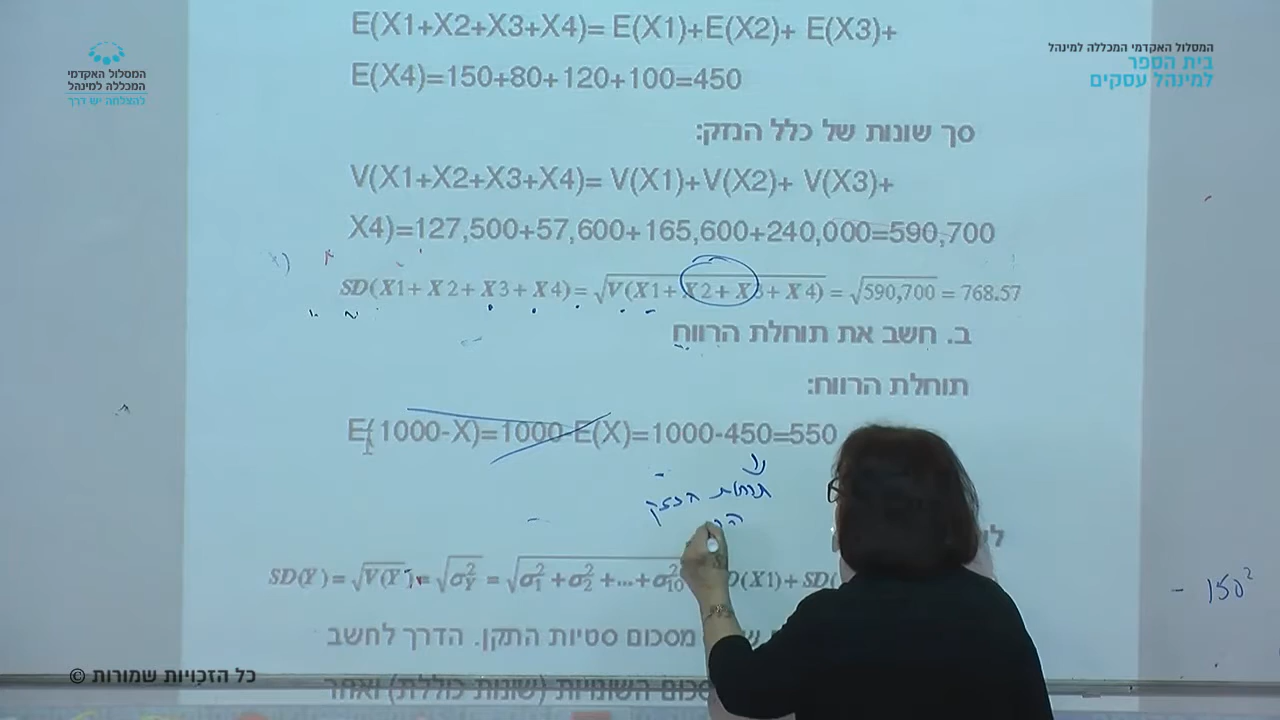 המסלול האקדמי המכללה למינהל
בית הספר
למינהל עסקים
המסלול האקדמי
המכללה למינהל
להצלחה יש דרך
E(X1+X2+X3+X4)= E(X1)+E(X2)+ E(X3)+
E(X4)=150+80+120+100=450
סך שונות של כלל הנזק:
V(X1+X2+X3+X4)= V(X1)+V(X2)+ V(X3)+
X4)=127,500+57,600+165,600+240,000=590,700
SD(X1+X2+X3+X4)=√V(X1+X2+X3+X4)=√590,700=768.57
ב. חשב את תוחלת הרווח
תוחלת הרווח:
E(1000-X)=1000-E(X)=1000-450=550
תוחלת הנזק
SD(Y)=√V(Y)=√σ²Y=√σ²1+σ²2+...+σ²10
D(X1)+SD(
- 150²
מסכום סטיות התקן. הדרך לחשב
סכום השונויות (שונות כוללת) ואחר
כל הזכויות שמורות ©